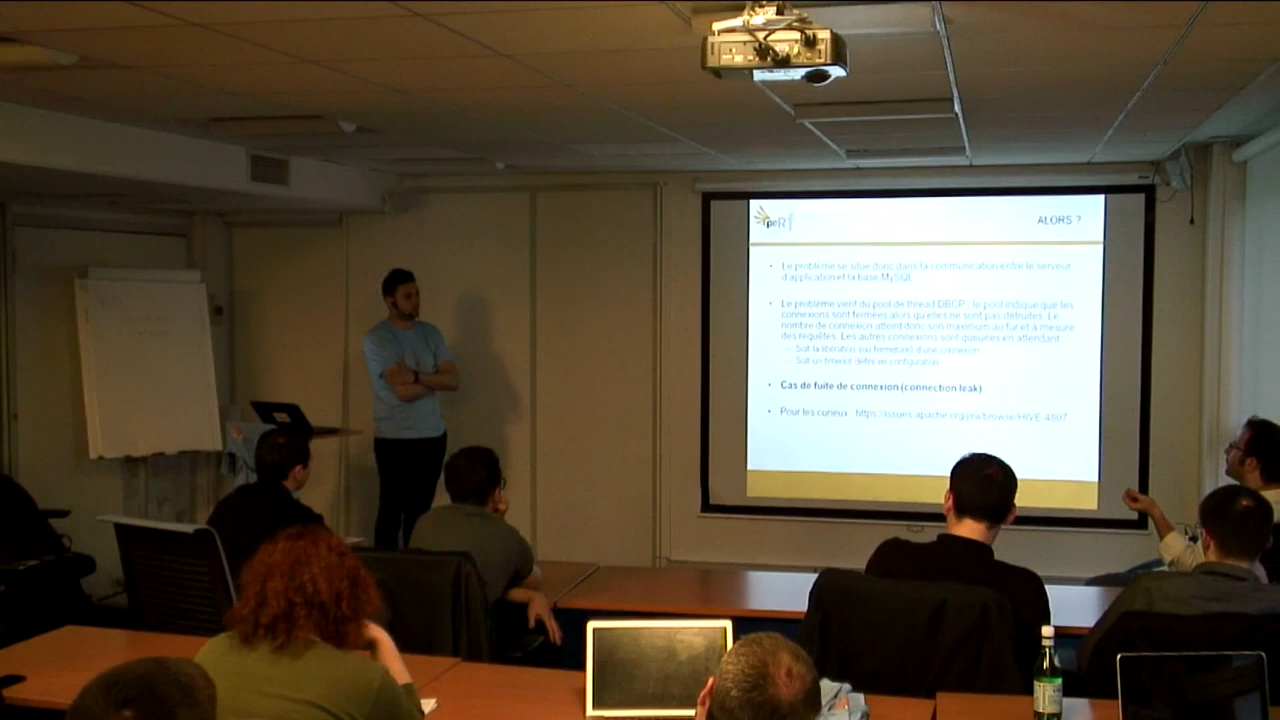 peRf
ALORS ?
• Le problème se situe donc dans la communication entre le serveur
d'application et la base MySQL
• Le problème vient du pool de thread DBCP : le pool indique que les
connexions sont fermées alors qu'elles ne sont pas détruites. Le
nombre de connexion atteint donc son maximum au fur et à mesure
des requêtes. Les autres connexions sont queuées en attendant
– Soit la libération (ou fermeture) d'une connexion
– Soit un timeout défini en configuration
• Cas de fuite de connexion (connection leak)
• Pour les curieux : https://issues.apache.org/jira/browse/HIVE-4807